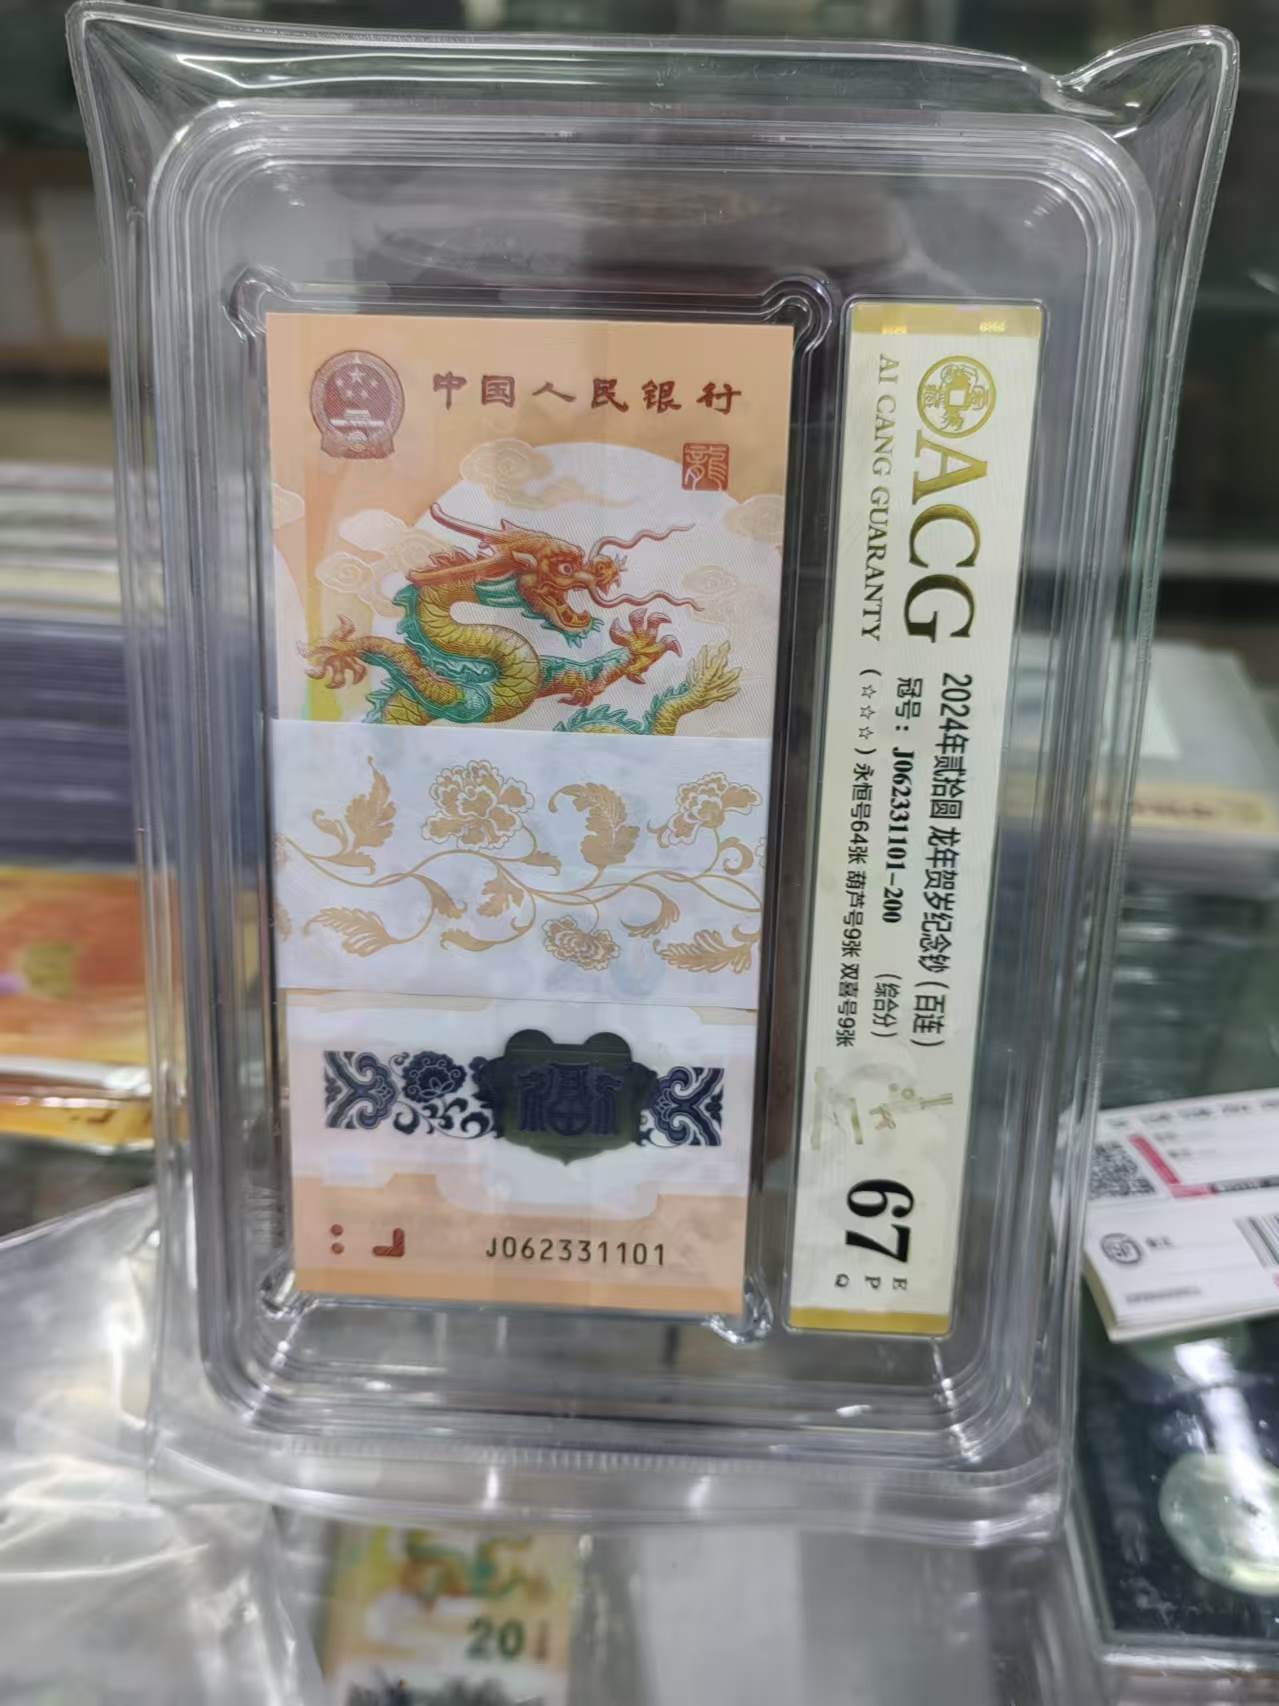 中国人民银行
龍
J062331101
ACG
AI CANG GUARANTY
2024年贰拾圆 龙年贺岁纪念钞（百连）
冠号：J062331101-200 （综合分）
（☆☆☆）永恒号64张 葫芦号9张 双喜号9张
67
E
P
Q
20